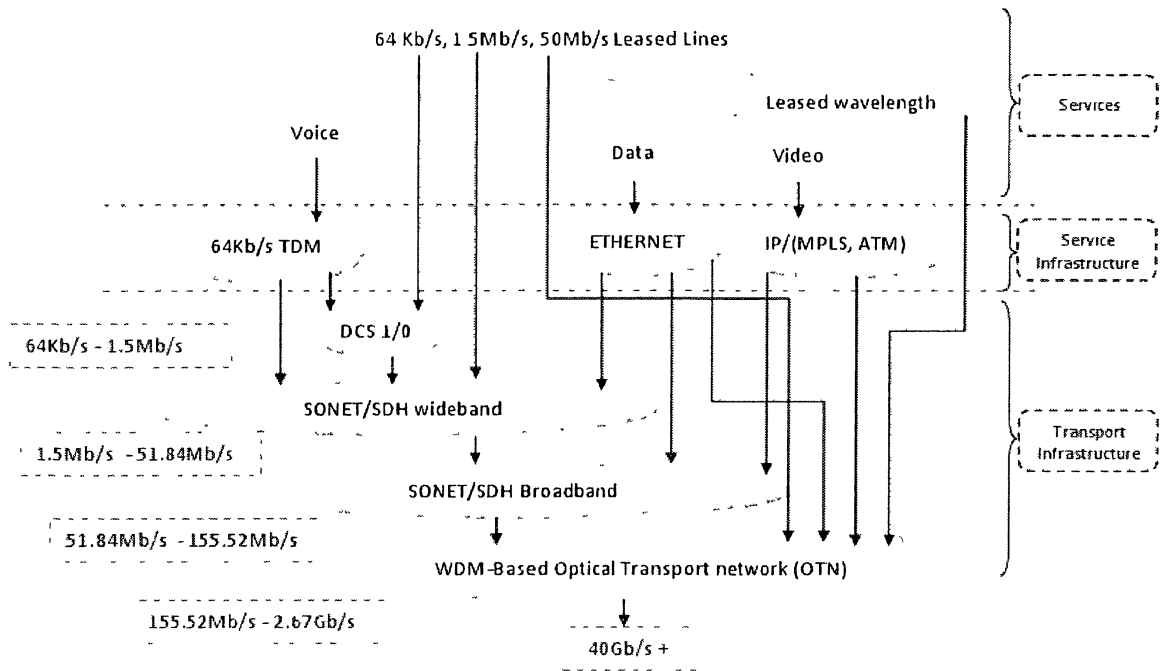 64 Kb/s, 1 5Mb/s, 50Mb/s Leased Lines
Leased wavelength
Services
Voice
Data
Video
64Kb/s TDM
ETHERNET
IP/(MPLS, ATM)
Service
Infrastructure
DCS 1/0
64Kb/s - 1.5Mb/s
SONET/SDH wideband
1.5Mb/s -51.84Mb/s
Transport
Infrastructure
SONET/SDH Broadband
51.84Mb/s -155.52Mb/s
WDM-Based Optical Transport network (OTN)
155.52Mb/s -2.67Gb/s
40Gb/s +